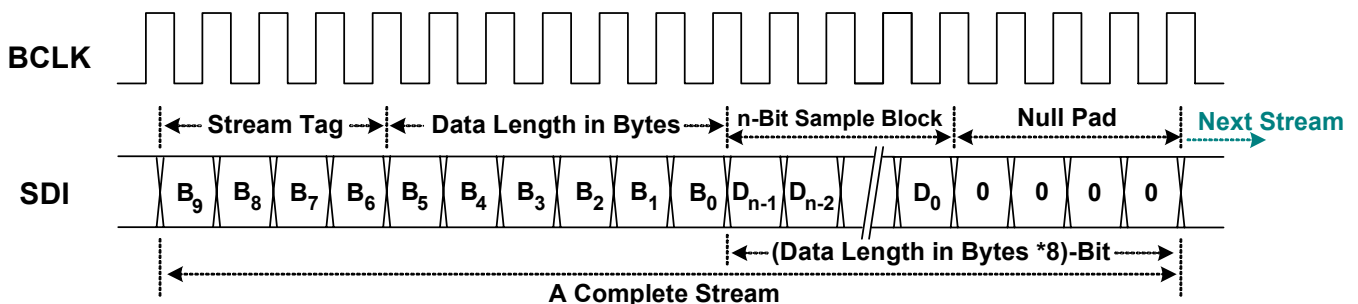 BCLK
Stream Tag
Data Length in Bytes
n-Bit Sample Block
Null Pad
Next Stream
SDI
B9 B8 B7 B6 B5 B4 B3 B2 B1 B0 Dn-1 Dn-2 D0 0 0 0 0
(Data Length in Bytes *8)-Bit
A Complete Stream